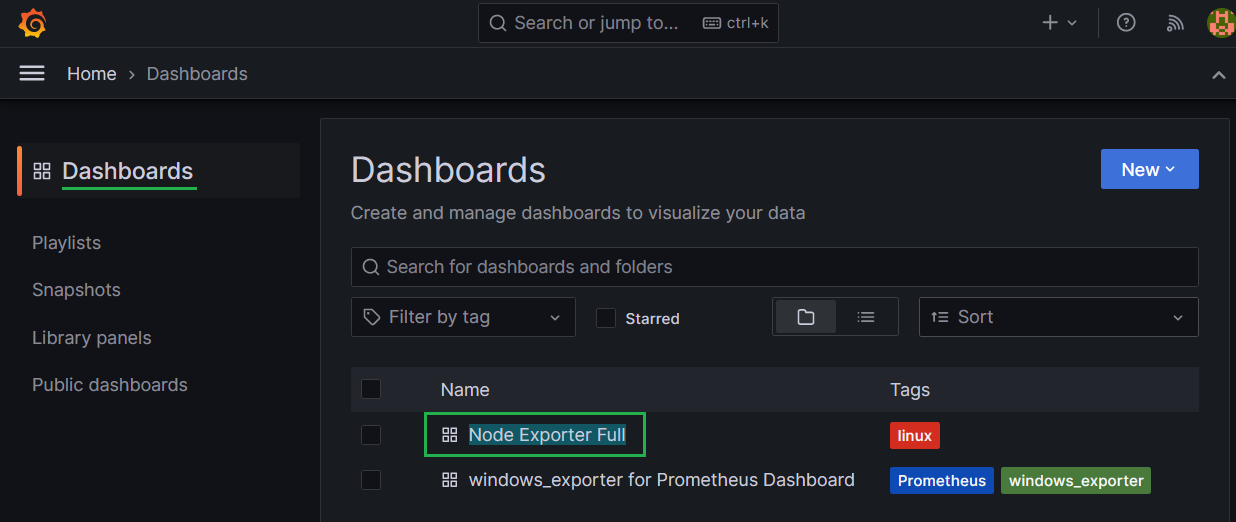 Search or jump to... ctrl+k
Home › Dashboards
Dashboards
Playlists
Snapshots
Library panels
Public dashboards
Dashboards
New
Create and manage dashboards to visualize your data
Search for dashboards and folders
Filter by tag
Starred
Sort
Name Tags
Node Exporter Full linux
windows_exporter for Prometheus Dashboard Prometheus windows_exporter